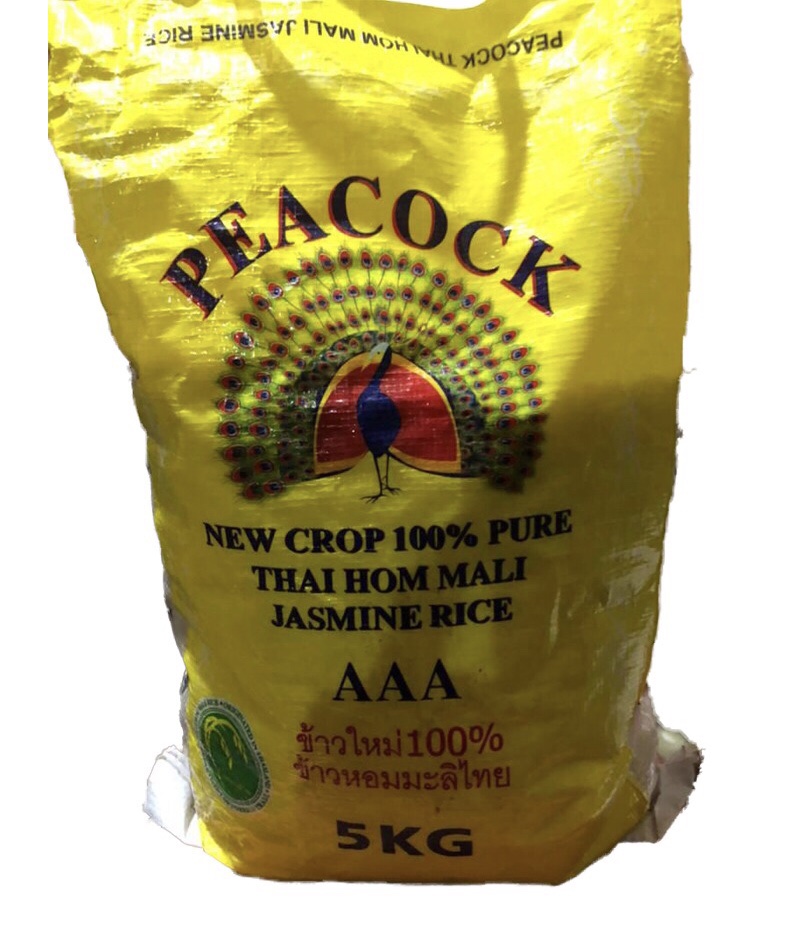 PEACOCK THAI HOM MALI JASMINE RICE
PEACOCK
NEW CROP 100% PURE
THAI HOM MALI
JASMINE RICE
AAA
ข้าวใหม่100%
ข้าวหอมมะลิไทย
5KG